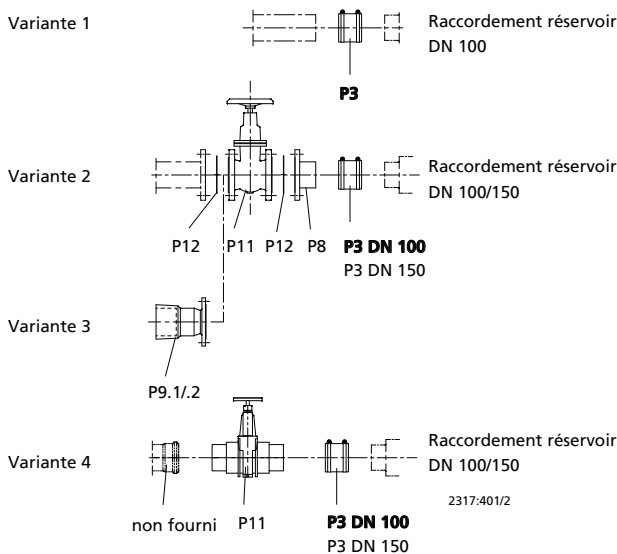 Variante 1
Raccordement réservoir
DN 100
P3
Variante 2
Raccordement réservoir
DN 100/150
P12 P11 P12 P8 P3 DN 100
P3 DN 150
Variante 3
P9.1/.2
Variante 4
Raccordement réservoir
DN 100/150
2317:401/2
non fourni P11 P3 DN 100
P3 DN 150